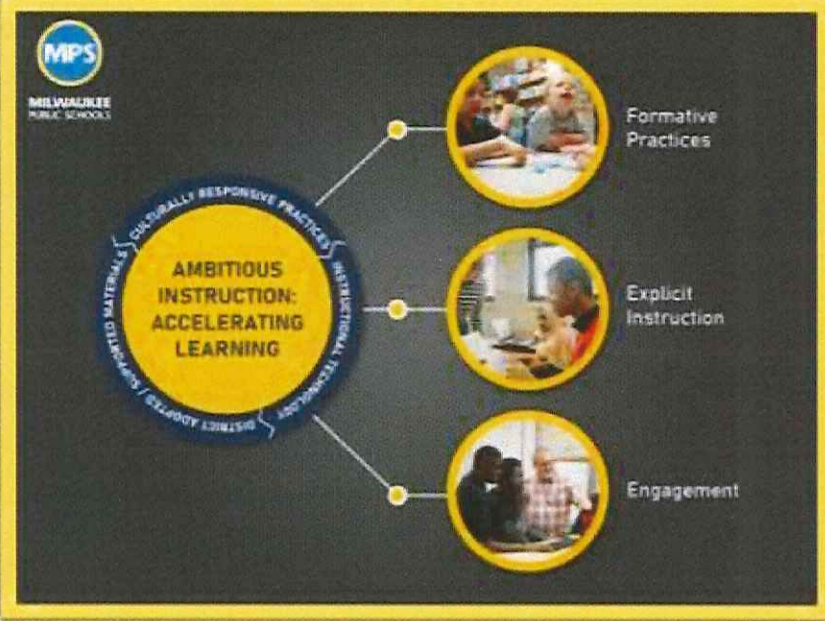 MPS
MILWAUKEE
PUBLIC SCHOOLS
CULTURALLY RESPONSIVE PRACTICES
INSTRUCTIONAL TECHNOLOGY
DISTRICT ADOPTED / SUPPORTED MATERIALS
AMBITIOUS
INSTRUCTION:
ACCELERATING
LEARNING
Formative
Practices
Explicit
Instruction
Engagement